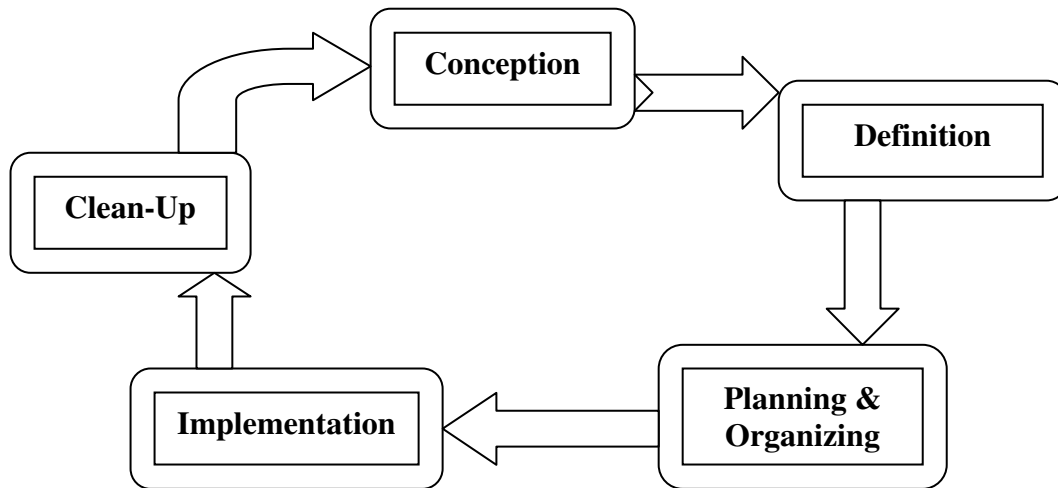 Conception
Definition
Planning &
Organizing
Implementation
Clean-Up